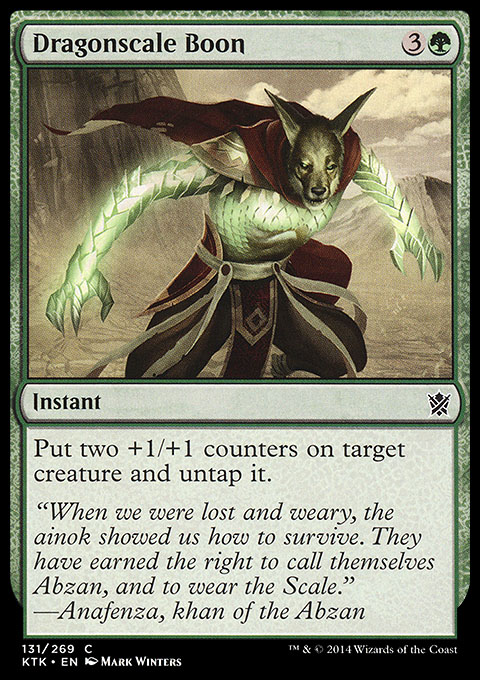 Dragonscale Boon 3
Instant
Put two +1/+1 counters on target
creature and untap it.
“When we were lost and weary, the
ainok showed us how to survive. They
have earned the right to call themselves
Abzan, and to wear the Scale.”
—Anafenza, khan of the Abzan
131/269 C
KTK • EN Mark Winters
™ & © 2014 Wizards of the Coast